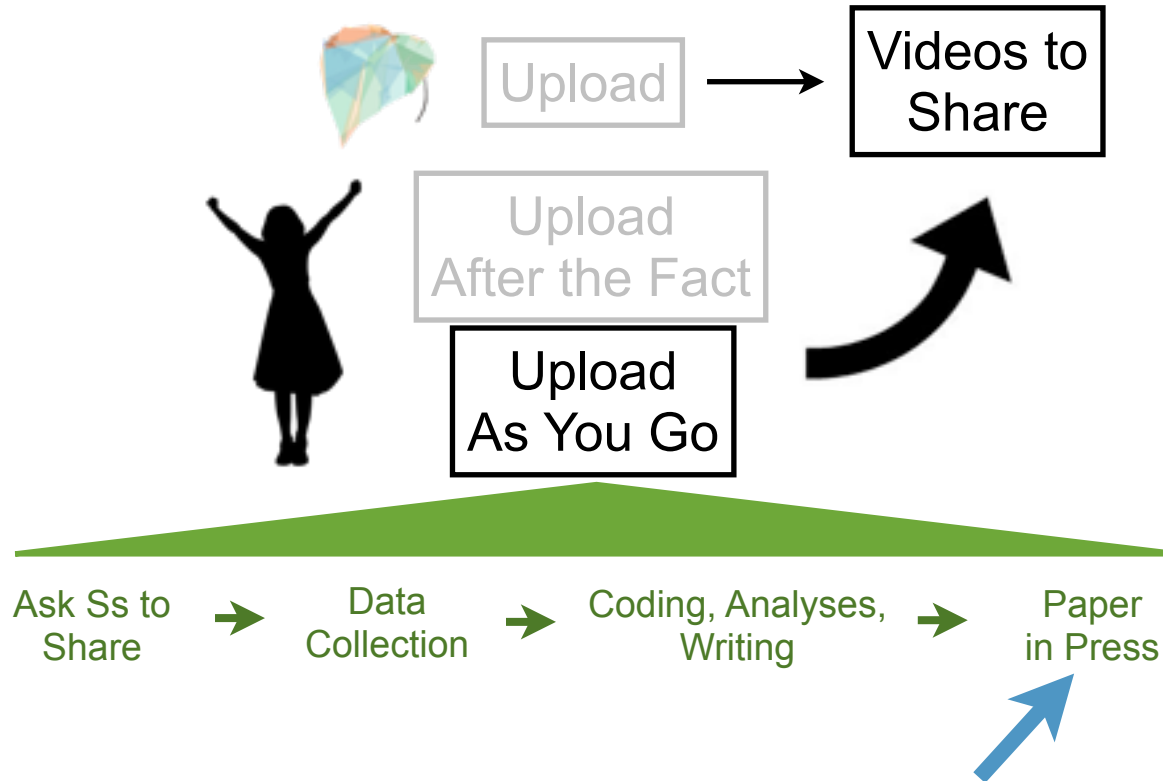 Upload
Videos to
Share
Upload
After the Fact
Upload
As You Go
Ask Ss to
Share
Data
Collection
Coding, Analyses,
Writing
Paper
in Press